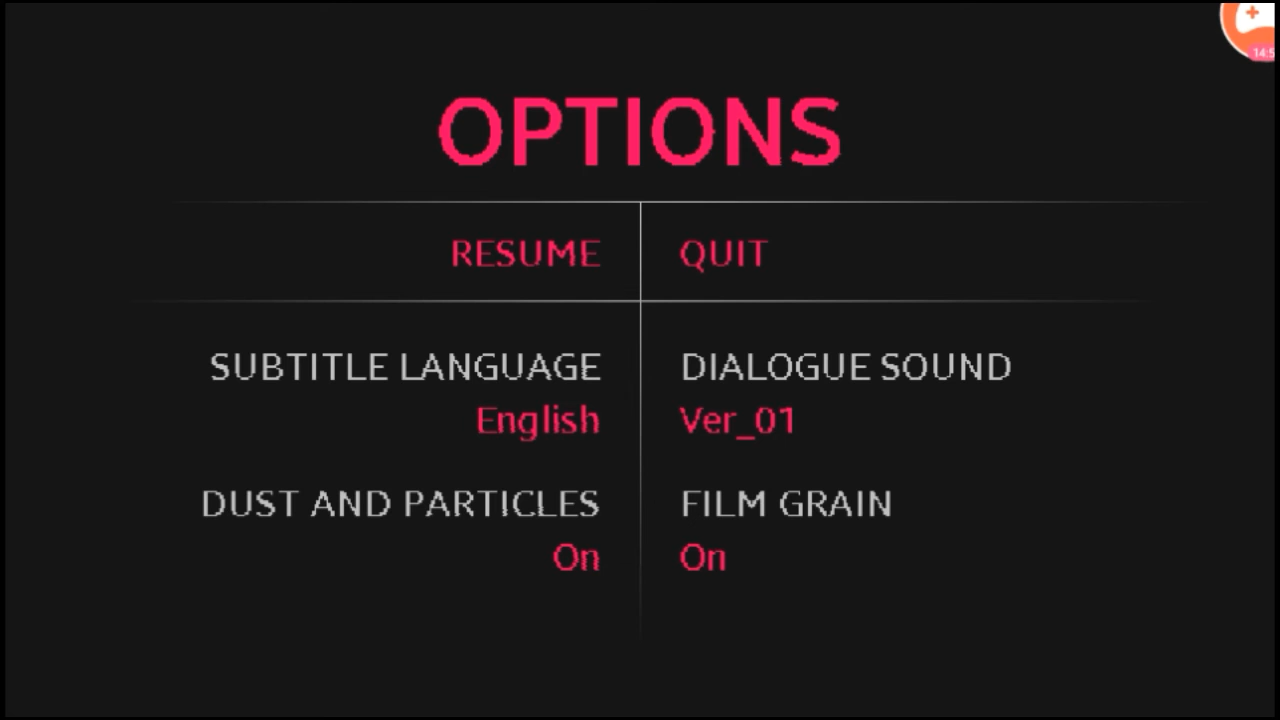 OPTIONS
RESUME
QUIT
SUBTITLE LANGUAGE
English
DIALOGUE SOUND
Ver_01
DUST AND PARTICLES
On
FILM GRAIN
On